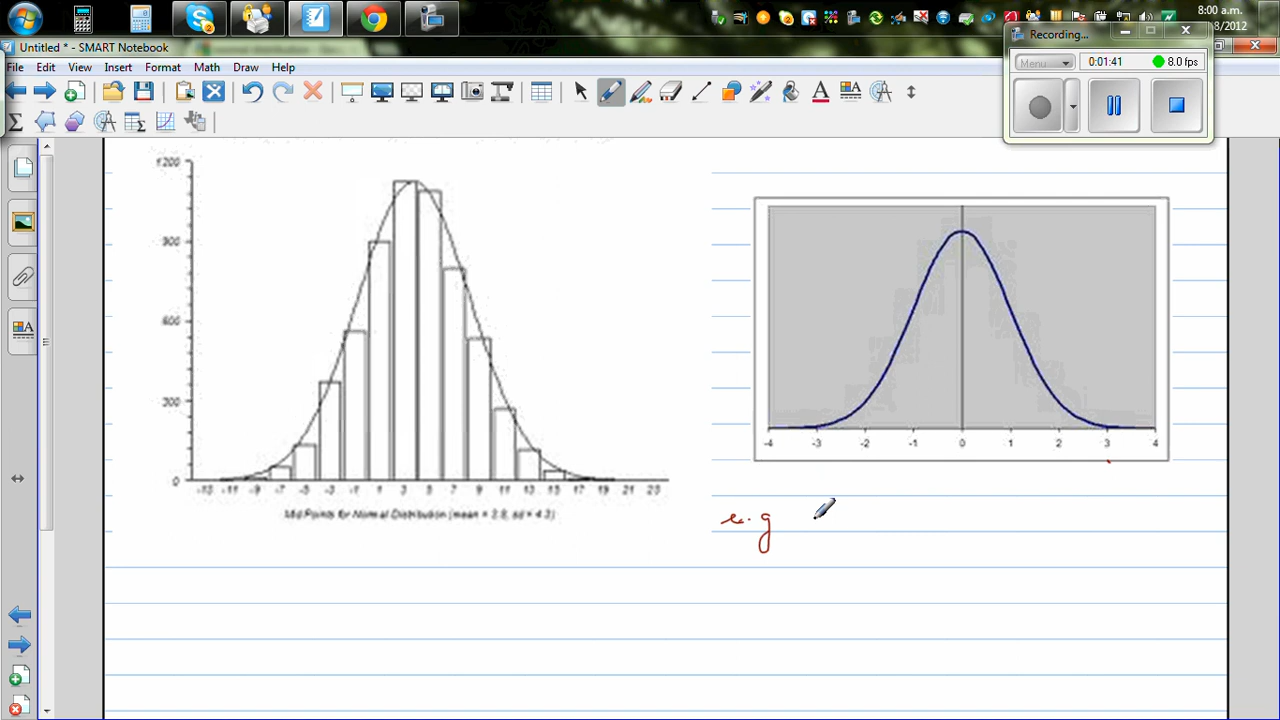 8:00 a.m.
8/2012
Untitled * - SMART Notebook
Recording...
File Edit View Insert Format Math Draw Help
Menu 0:01:41 8.0 fps
1200
900
600
300
0
-13 -11 -9 -7 -5 -3 -1 1 3 5 7 9 11 13 15 17 19 21 23
Mid Points for Normal Distribution (mean = 3.8, sd = 4.3)
-4 -3 -2 -1 0 1 2 3 4
e.g